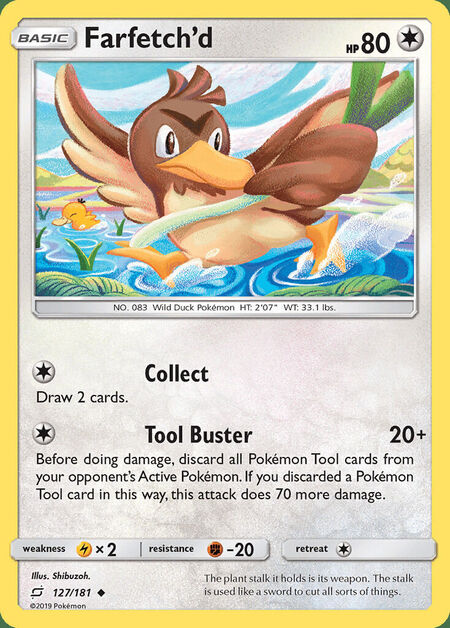 BASIC Farfetch'd HP 80
NO. 083 Wild Duck Pokémon HT: 2'07" WT: 33.1 lbs.
Collect
Draw 2 cards.
Tool Buster 20+
Before doing damage, discard all Pokémon Tool cards from
your opponent's Active Pokémon. If you discarded a Pokémon
Tool card in this way, this attack does 70 more damage.
weakness ×2 resistance -20 retreat
Illus. Shibuzoh.
127/181
©2019 Pokémon
The plant stalk it holds is its weapon. The stalk
is used like a sword to cut all sorts of things.